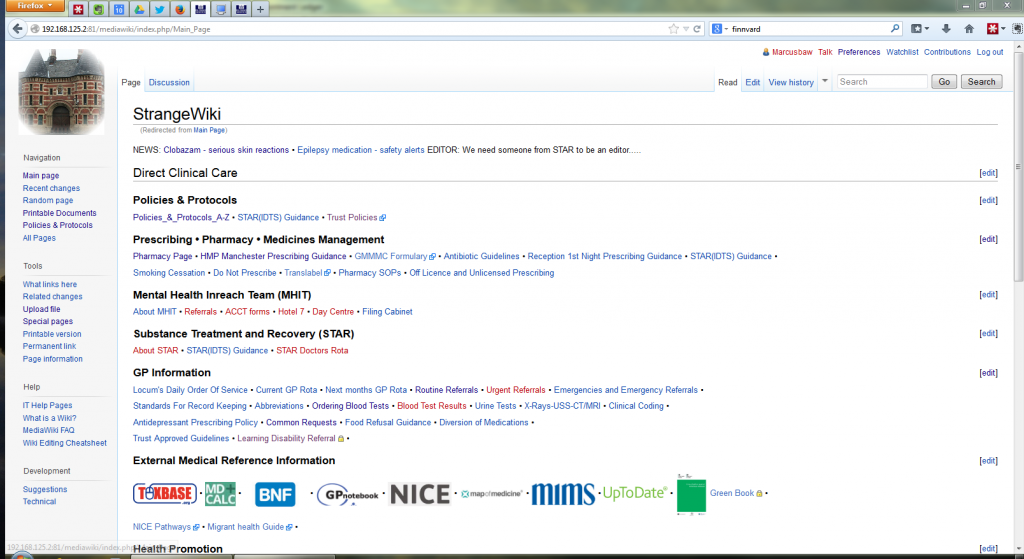 Firefox
192.168.125.2:81/mediawiki/index.php/Main_Page
finnvard
Marcusbaw Talk Preferences Watchlist Contributions Log out
Page Discussion Read Edit View history Search Go Search
StrangeWiki
(Redirected from Main Page)
NEWS: Clobazam - serious skin reactions • Epilepsy medication - safety alerts EDITOR: We need someone from STAR to be an editor.....
Navigation
Main page
Recent changes
Random page
Printable Documents
Policies & Protocols
All Pages
Tools
What links here
Related changes
Upload file
Special pages
Printable version
Permanent link
Page information
Help
IT Help Pages
What is a Wiki?
MediaWiki FAQ
Wiki Editing Cheatsheet
Development
Suggestions
Technical
Direct Clinical Care [edit]
Policies & Protocols [edit]
Policies_&_Protocols_A-Z • STAR(IDTS) Guidance • Trust Policies
Prescribing • Pharmacy • Medicines Management [edit]
Pharmacy Page • HMP Manchester Prescribing Guidance • GMMMC Formulary • Antibiotic Guidelines • Reception 1st Night Prescribing Guidance • STAR(IDTS) Guidance •
Smoking Cessation • Do Not Prescribe • Translabel • Pharmacy SOPs • Off Licence and Unlicensed Prescribing
Mental Health Inreach Team (MHIT) [edit]
About MHIT • Referrals • ACCT forms • Hotel 7 • Day Centre • Filing Cabinet
Substance Treatment and Recovery (STAR) [edit]
About STAR • STAR(IDTS) Guidance • STAR Doctors Rota
GP Information [edit]
Locum's Daily Order Of Service • Current GP Rota • Next months GP Rota • Routine Referrals • Urgent Referrals • Emergencies and Emergency Referrals •
Standards For Record Keeping • Abbreviations • Ordering Blood Tests • Blood Test Results • Urine Tests • X-Rays-USS-CT/MRI • Clinical Coding •
Antidepressant Prescribing Policy • Common Requests • Food Refusal Guidance • Diversion of Medications •
Trust Approved Guidelines • Learning Disability Referral •
External Medical Reference Information [edit]
TOXBASE • MD+ CALC • BNF • GPnotebook • NICE • mapofmedicine • mims • UpToDate • Green Book •
NICE Pathways • Migrant health Guide •
Health Promotion [edit]